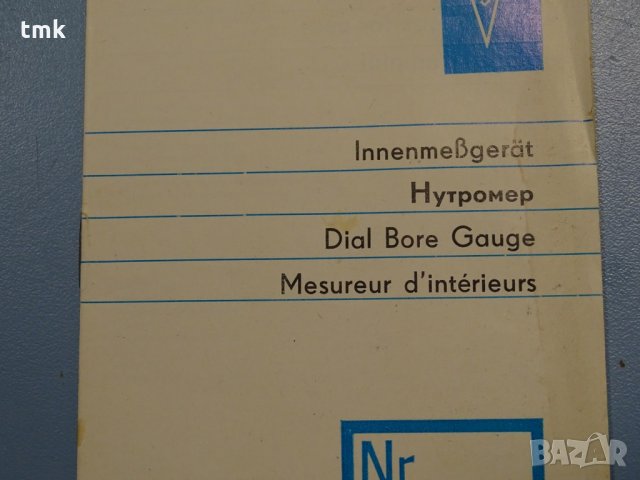 tmk
Innenmeßgerät
Нутромер
Dial Bore Gauge
Mesureur d'intérieurs
Nr
BAZAR